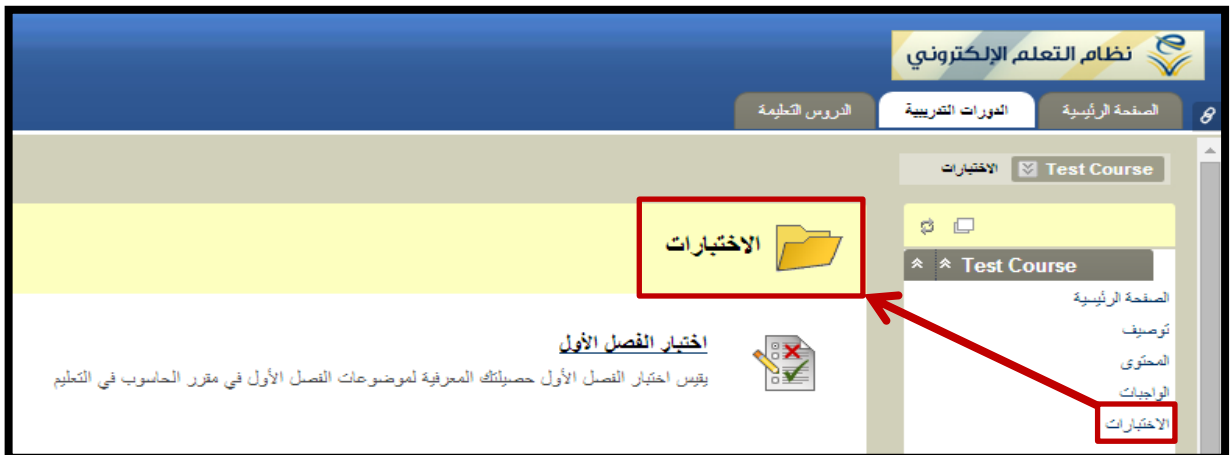 نظام التعلم الإلكتروني
الصفحة الرئيسية
الدورات التدريبية
الدروس التعليمة
Test Course
الاختبارات
الاختبارات
Test Course
الصفحة الرئيسية
توصيف
المحتوى
الواجبات
الاختبارات
اختبار الفصل الأول
يقيس اختبار الفصل الأول حصيلتك المعرفية لموضوعات الفصل الأول في مقرر الحاسوب في التعليم